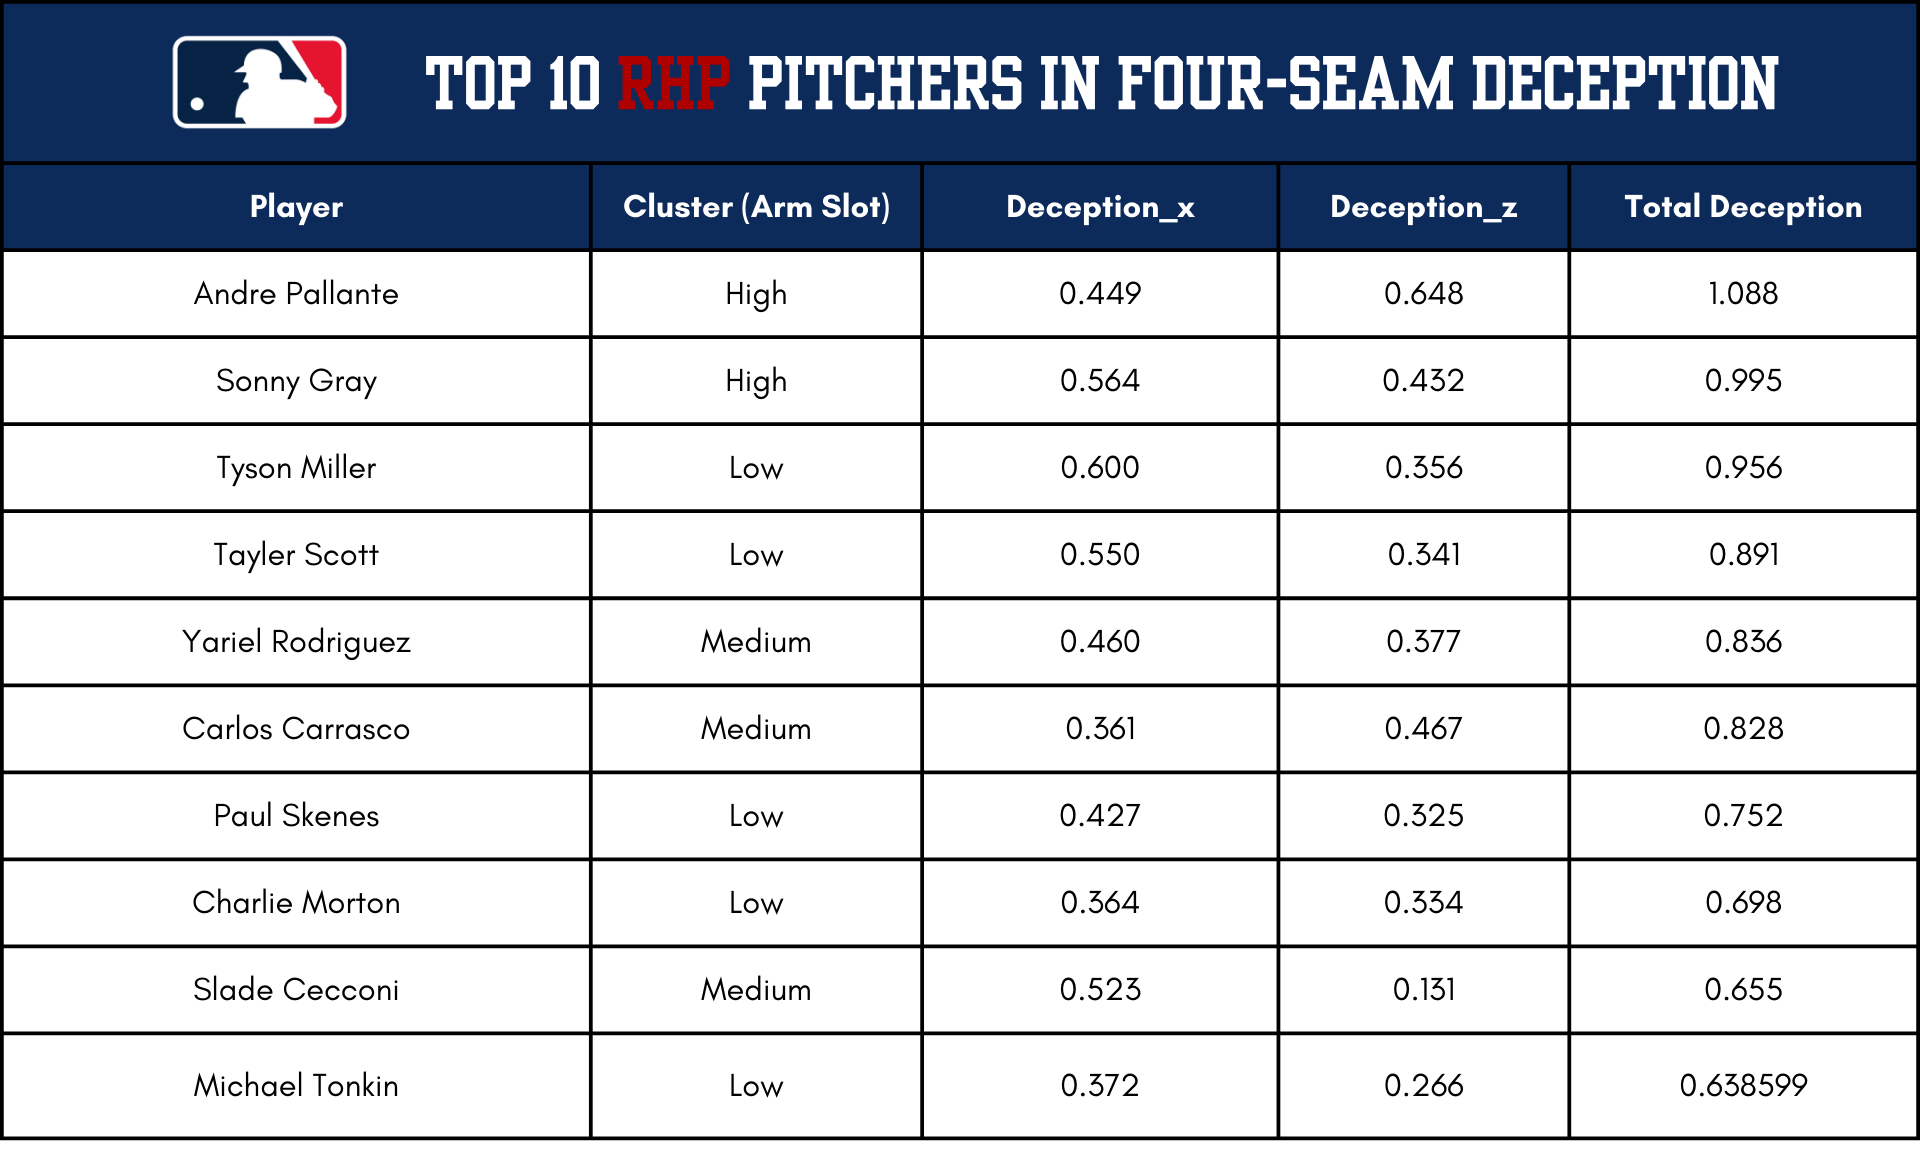 TOP 10 RHP PITCHERS IN FOUR-SEAM DECEPTION
Player Cluster (Arm Slot) Deception_x Deception_z Total Deception
Andre Pallante High 0.449 0.648 1.088
Sonny Gray High 0.564 0.432 0.995
Tyson Miller Low 0.600 0.356 0.956
Tayler Scott Low 0.550 0.341 0.891
Yariel Rodriguez Medium 0.460 0.377 0.836
Carlos Carrasco Medium 0.361 0.467 0.828
Paul Skenes Low 0.427 0.325 0.752
Charlie Morton Low 0.364 0.334 0.698
Slade Cecconi Medium 0.523 0.131 0.655
Michael Tonkin Low 0.372 0.266 0.638599